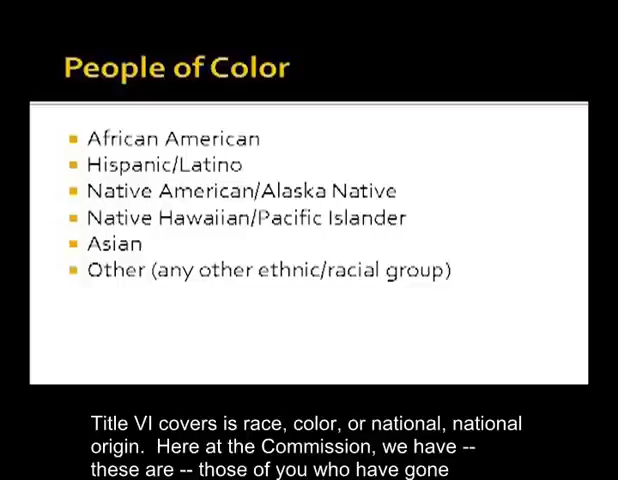 People of Color
African American
Hispanic/Latino
Native American/Alaska Native
Native Hawaiian/Pacific Islander
Asian
Other (any other ethnic/racial group)
Title VI covers is race, color, or national, national
origin.  Here at the Commission, we have --
these are -- those of you who have gone